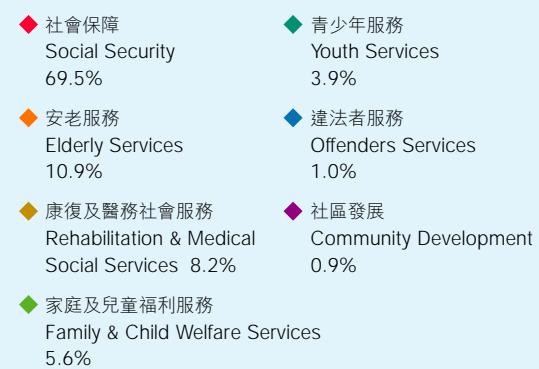 社會保障
Social Security
69.5%
安老服務
Elderly Services
10.9%
康復及醫務社會服務
Rehabilitation & Medical
Social Services 8.2%
家庭及兒童福利服務
Family & Child Welfare Services
5.6%
青少年服務
Youth Services
3.9%
違法者服務
Offenders Services
1.0%
社區發展
Community Development
0.9%